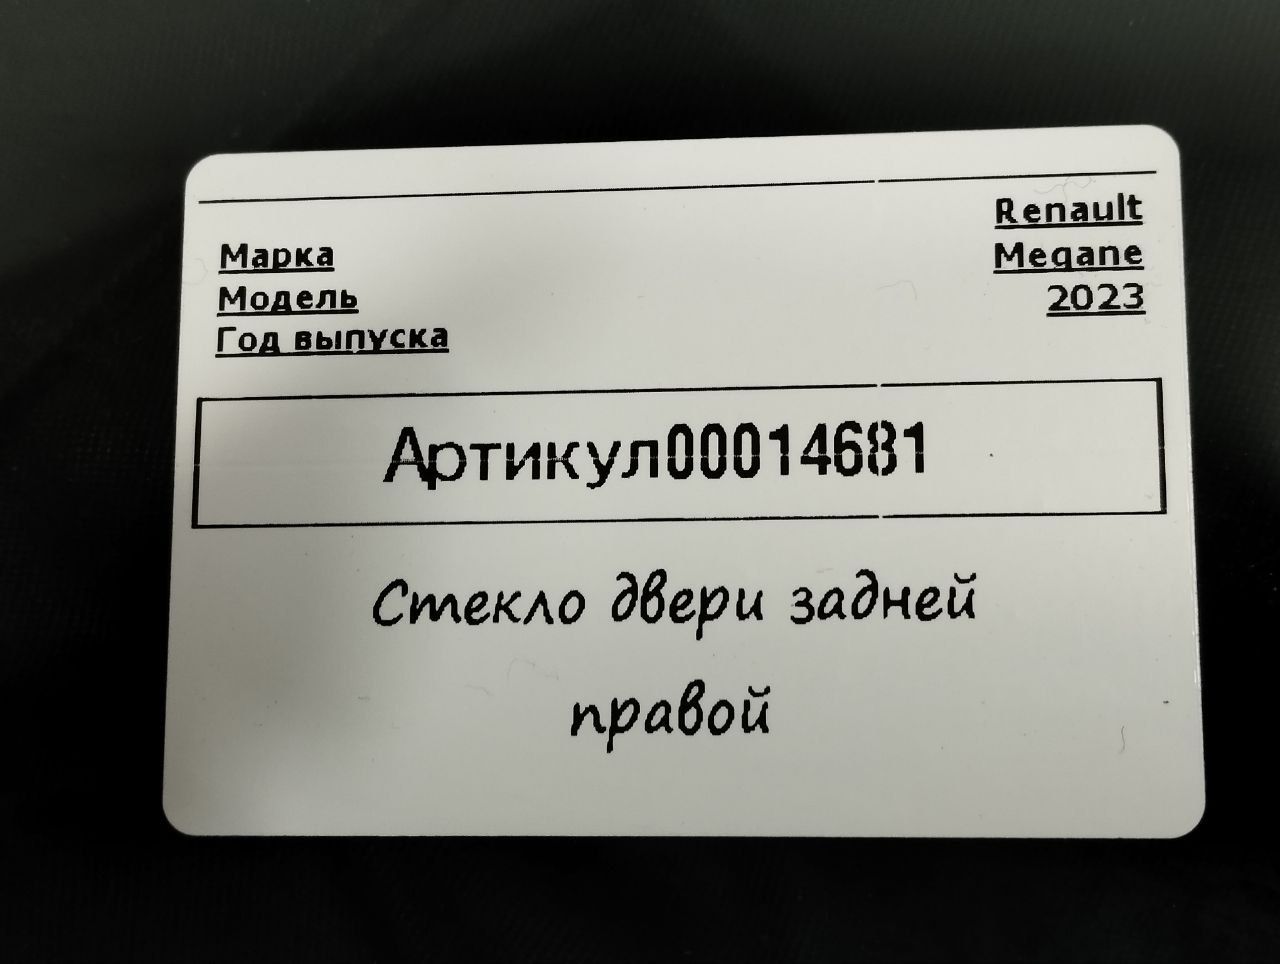 Марка Renault
Модель Megane
Год выпуска 2023
Артикул00014681
Стекло двери задней
правой